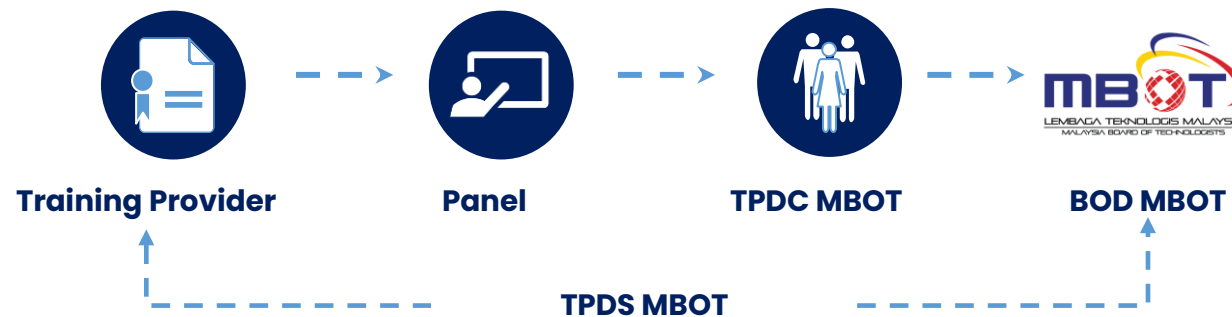 MBOT
LEMBAGA TEKNOLOGIS MALAYS
MALAYSIA BOARD OF TECHNOLOGISTS
Training Provider
Panel
TPDC MBOT
BOD MBOT
TPDS MBOT